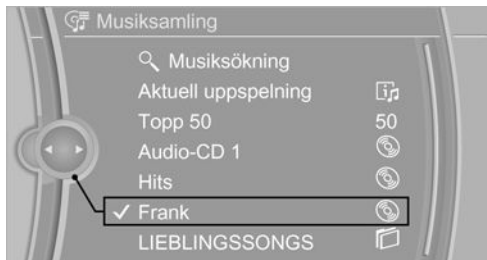 Musiksamling
Musiksökning
Aktuell uppspelning
Topp 50 50
Audio-CD 1
Hits
Frank
LIEBLINGSSONGS